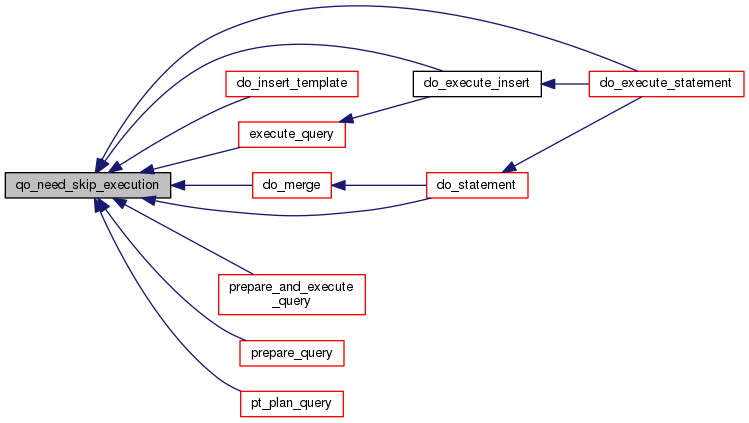 do_insert_template
do_execute_insert
do_execute_statement
execute_query
qo_need_skip_execution
do_merge
do_statement
prepare_and_execute
_query
prepare_query
pt_plan_query